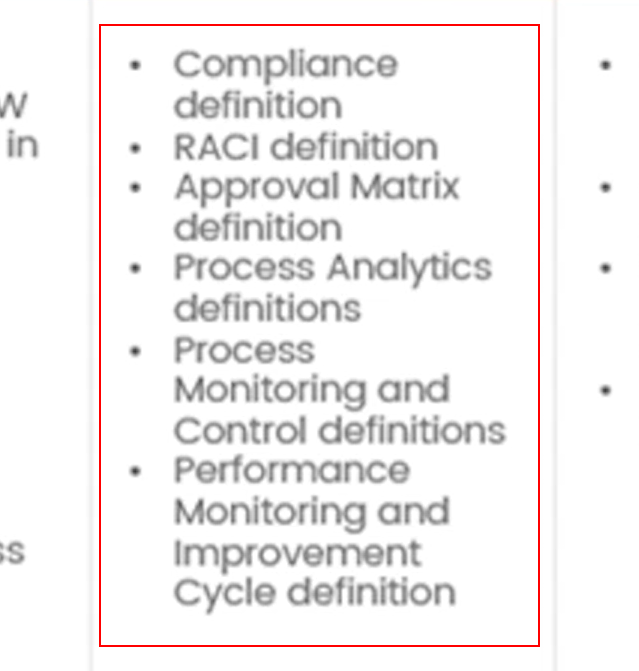 W
in
ss
• Compliance
definition
• RACI definition
• Approval Matrix
definition
• Process Analytics
definitions
• Process
Monitoring and
Control definitions
• Performance
Monitoring and
Improvement
Cycle definition